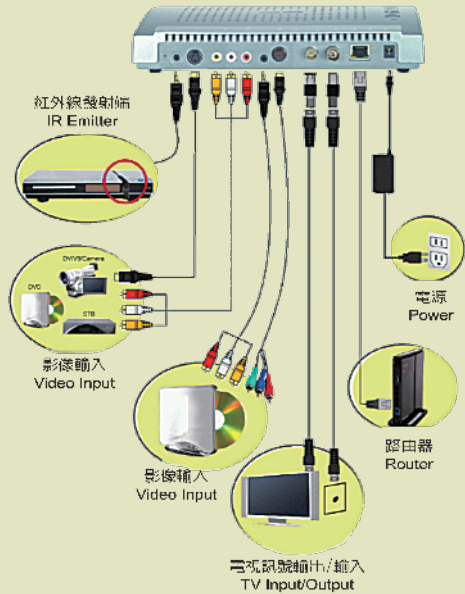 紅外線發射端
IR Emitter
DV/V8/Camera
DVD
STB
影像輸入
Video Input
電源
Power
影像輸入
Video Input
路由器
Router
電視訊號輸出/輸入
TV Input/Output